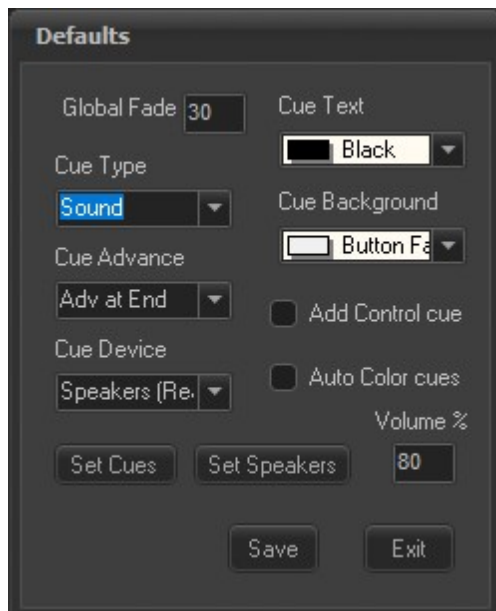 Defaults
Global Fade 30
Cue Text
Black
Cue Type
Sound
Cue Background
Button Fa
Cue Advance
Adv at End
Add Control cue
Cue Device
Speakers (Rea
Auto Color cues
Volume %
80
Set Cues
Set Speakers
Save
Exit